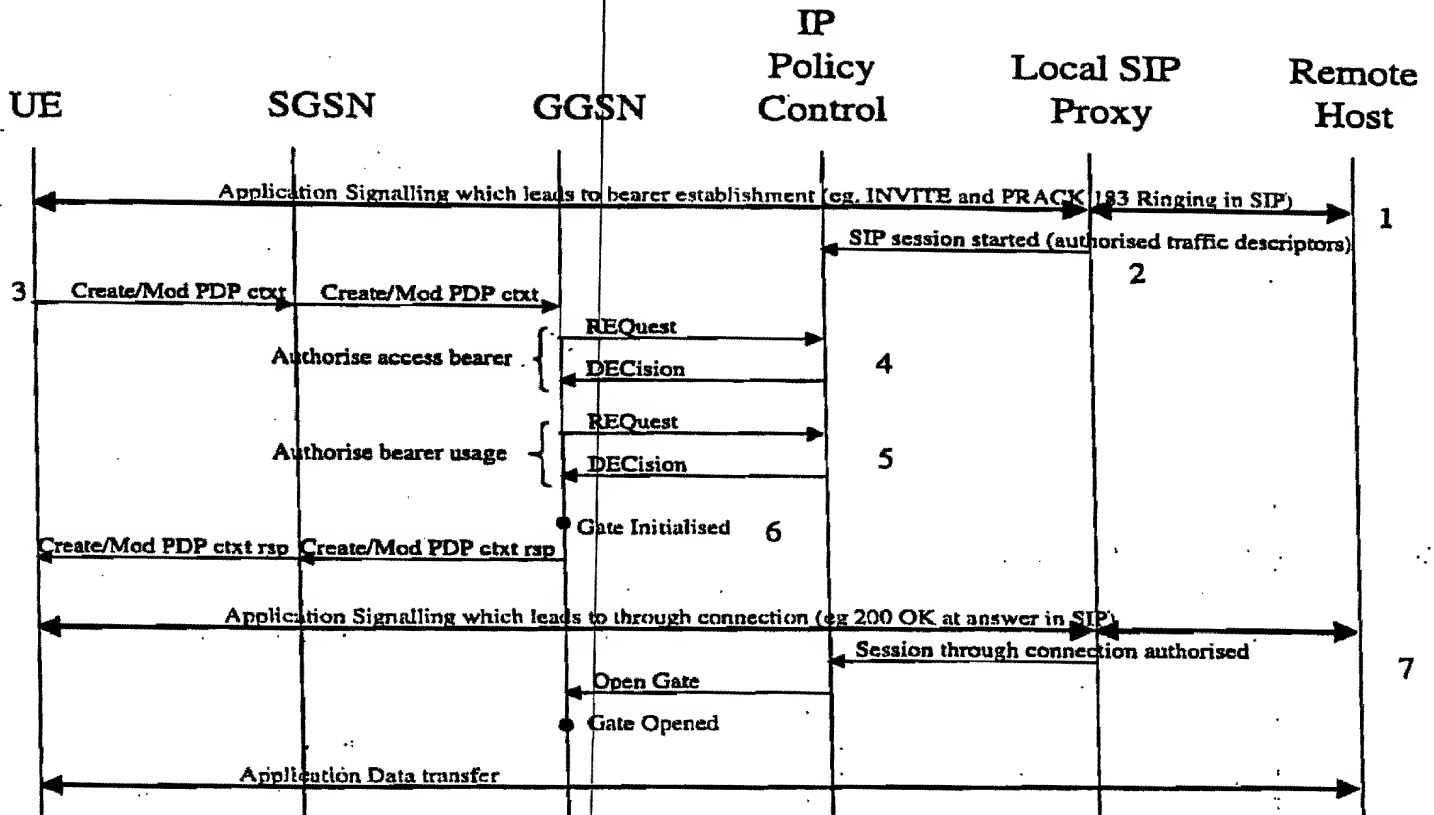 IP
Policy
Control
Local SIP
Proxy
Remote
Host
UE
SGSN
GGSN
Application Signalling which leads to bearer establishment (eg. INVITE and PRACK 183 Ringing in SIP)
1
SIP session started (authorised traffic descriptors)
2
3
Create/Mod PDP ctxt
Create/Mod PDP ctxt
REQuest
Authorise access bearer
4
DECision
REQuest
Authorise bearer usage
5
DECision
Gate Initialised
6
Create/Mod PDP ctxt rsp
Create/Mod PDP ctxt rsp
Application Signalling which leads to through connection (eg 200 OK at answer in SIP)
Session through connection authorised
7
Open Gate
Gate Opened
Application Data transfer